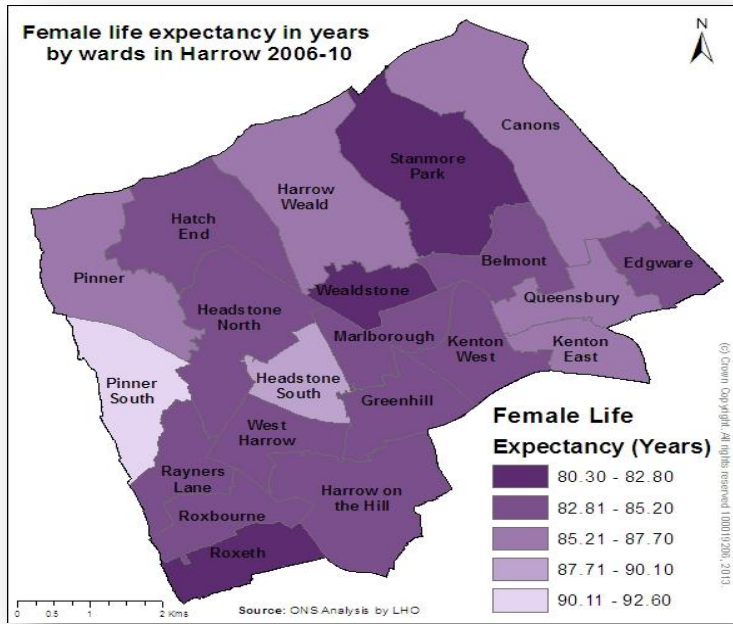 Female life expectancy in years
by wards in Harrow 2006-10
N
Canons
Stanmore
Park
Harrow
Weald
Hatch
End
Pinner
Belmont
Edgware
Wealdstone
Queensbury
Headstone
North
Marlborough
Kenton
West
Kenton
East
Pinner
South
Headstone
South
Greenhill
West
Harrow
Rayners
Lane
Harrow on
the Hill
Roxbourne
Roxeth
Female Life
Expectancy (Years)
80.30 - 82.80
82.81 - 85.20
85.21 - 87.70
87.71 - 90.10
90.11 - 92.60
0 0.5 1 2 Kms
Source: ONS Analysis by LHO
(c) Crown Copyright. All rights reserved 100019206, 2013.